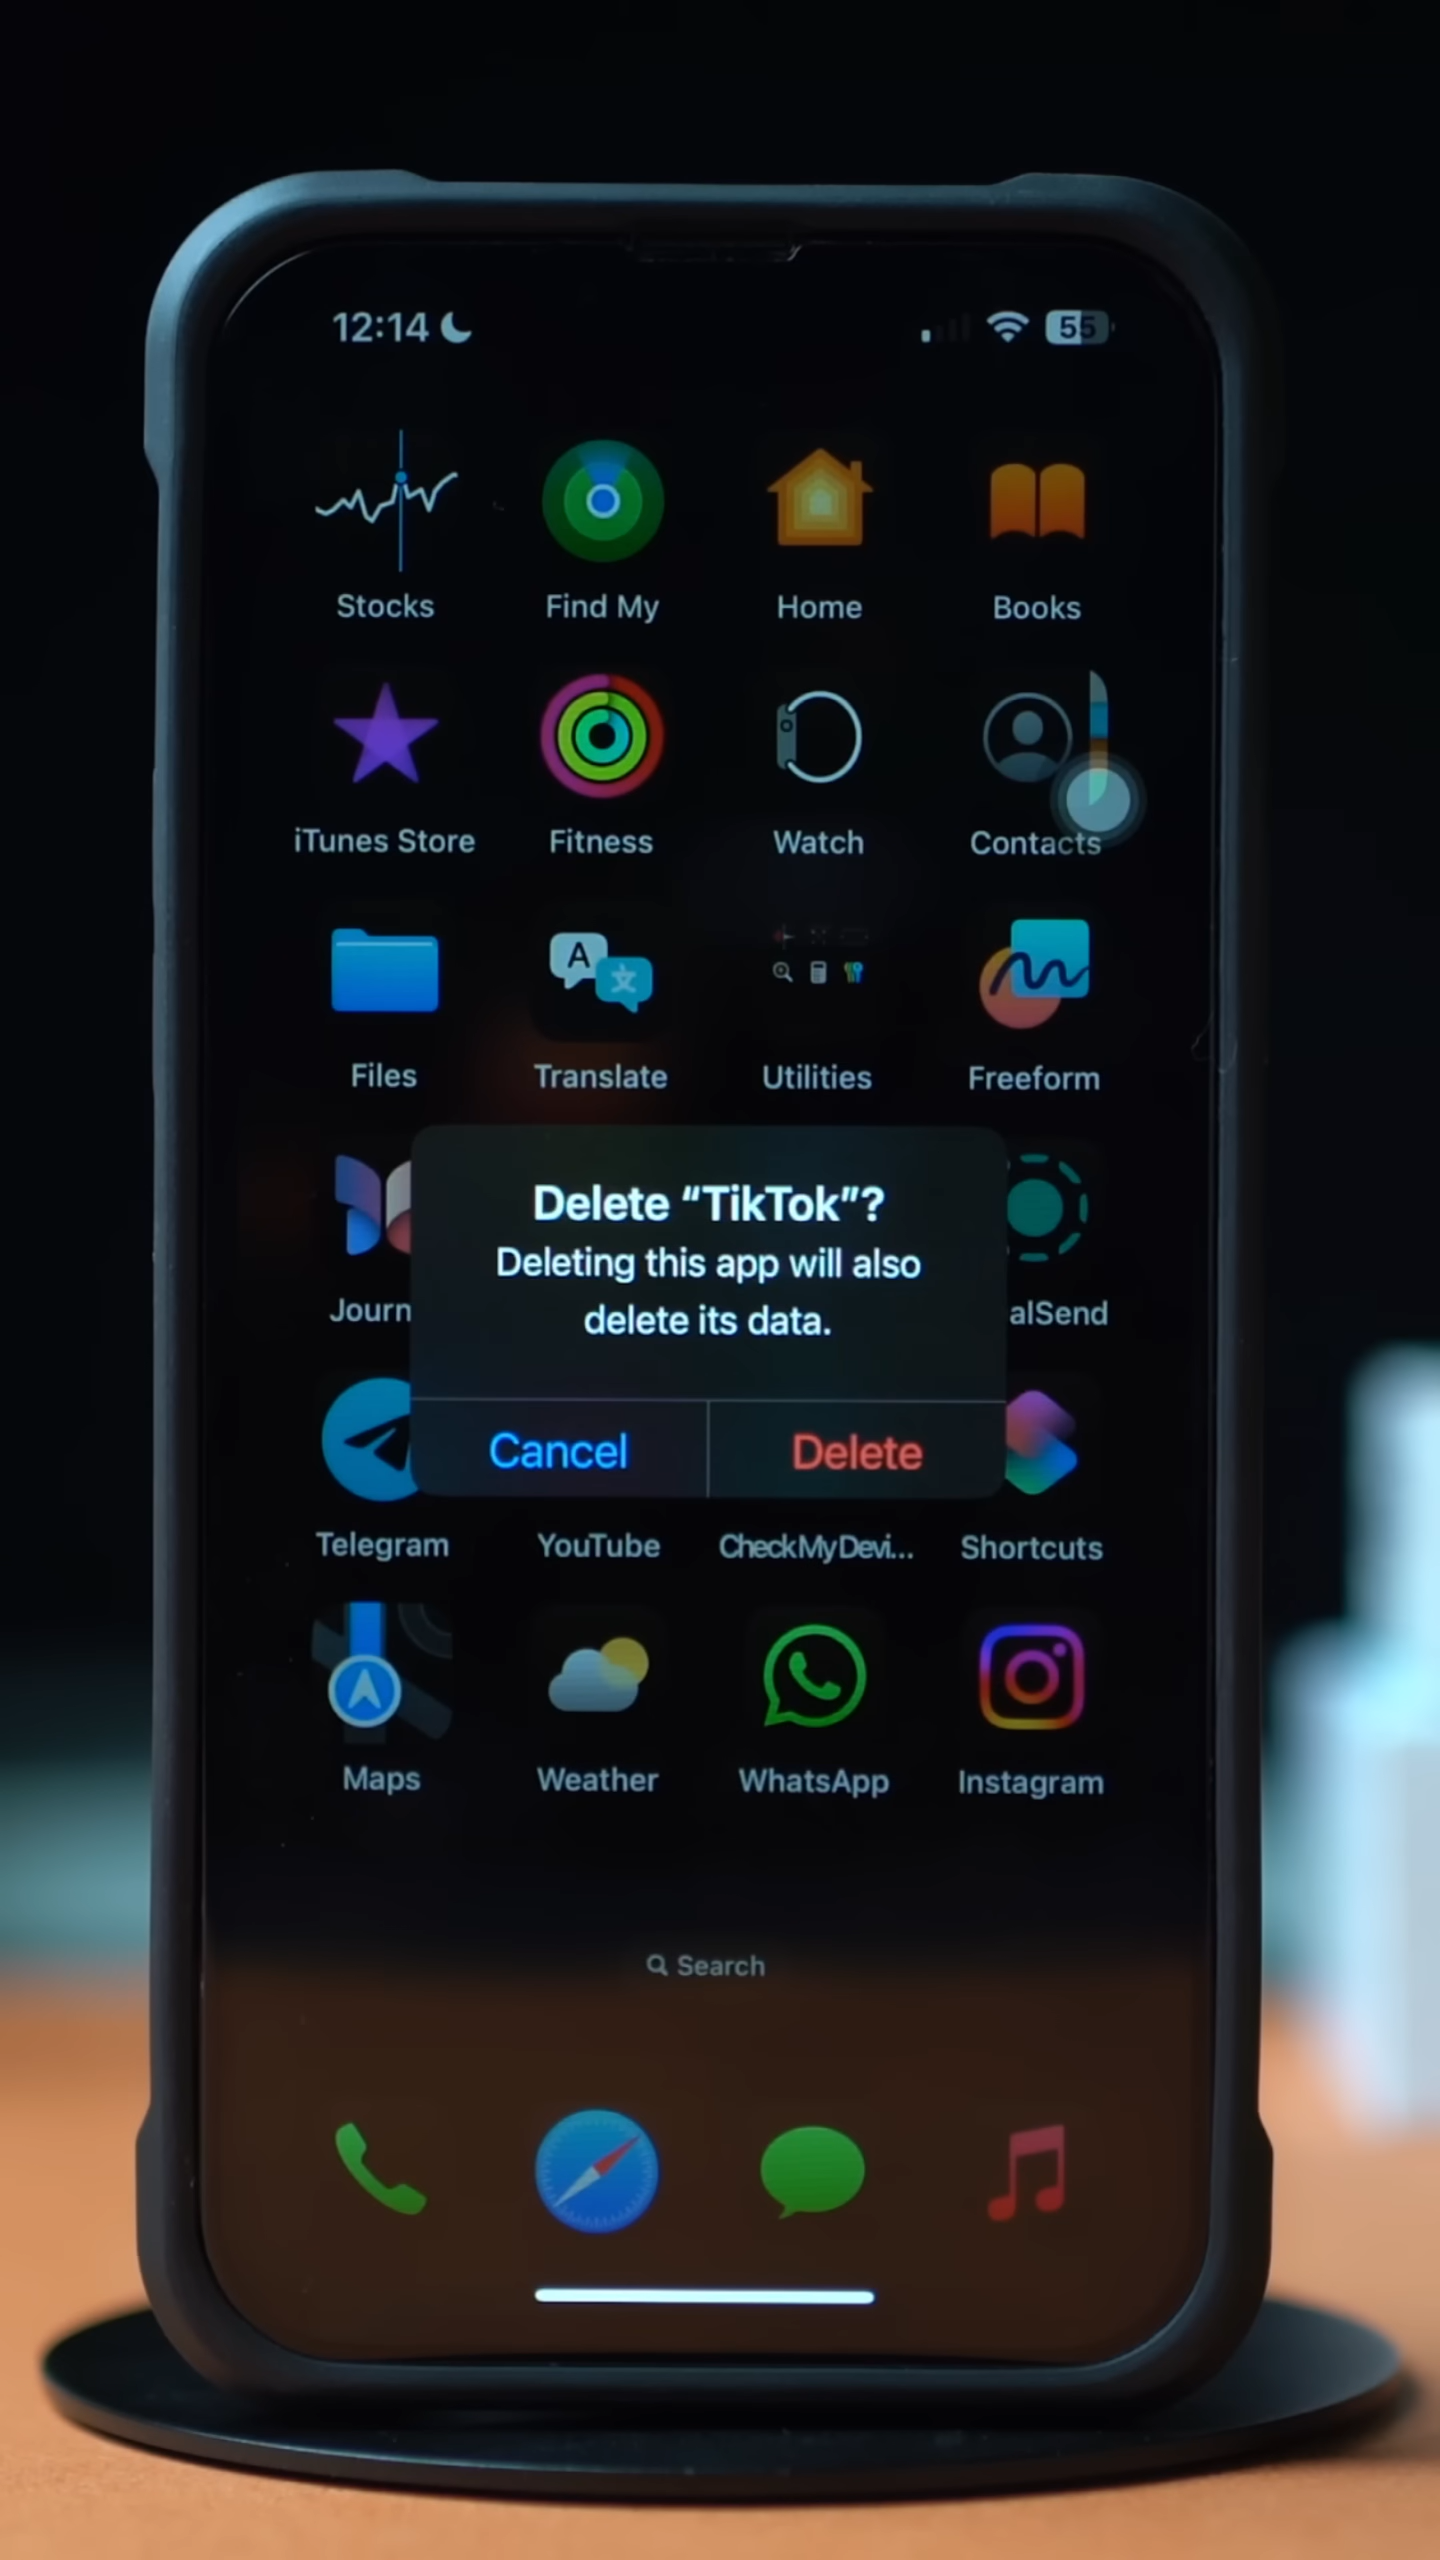 12:14
55
Stocks Find My Home Books
iTunes Store Fitness Watch Contacts
A 文
Files Translate Utilities Freeform
Delete “TikTok”?
Deleting this app will also
delete its data.
Journ alSend
Cancel Delete
Telegram YouTube CheckMyDevi... Shortcuts
Maps Weather WhatsApp Instagram
Search